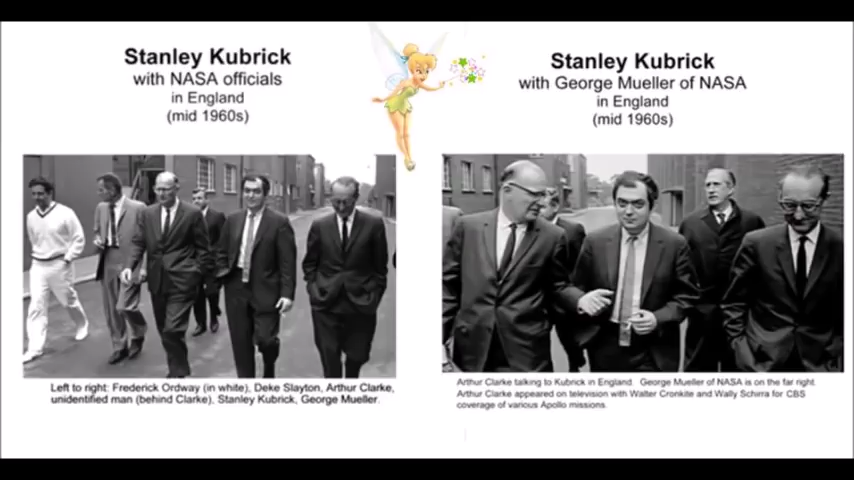 Stanley Kubrick
with NASA officials
in England
(mid 1960s)
Left to right: Frederick Ordway (in white), Deke Slayton, Arthur Clarke,
unidentified man (behind Clarke), Stanley Kubrick, George Mueller.
Stanley Kubrick
with George Mueller of NASA
in England
(mid 1960s)
Arthur Clarke talking to Kubrick in England. George Mueller of NASA is on the far right.
Arthur Clarke appeared on television with Walter Cronkite and Wally Schirra for CBS
coverage of various Apollo missions.